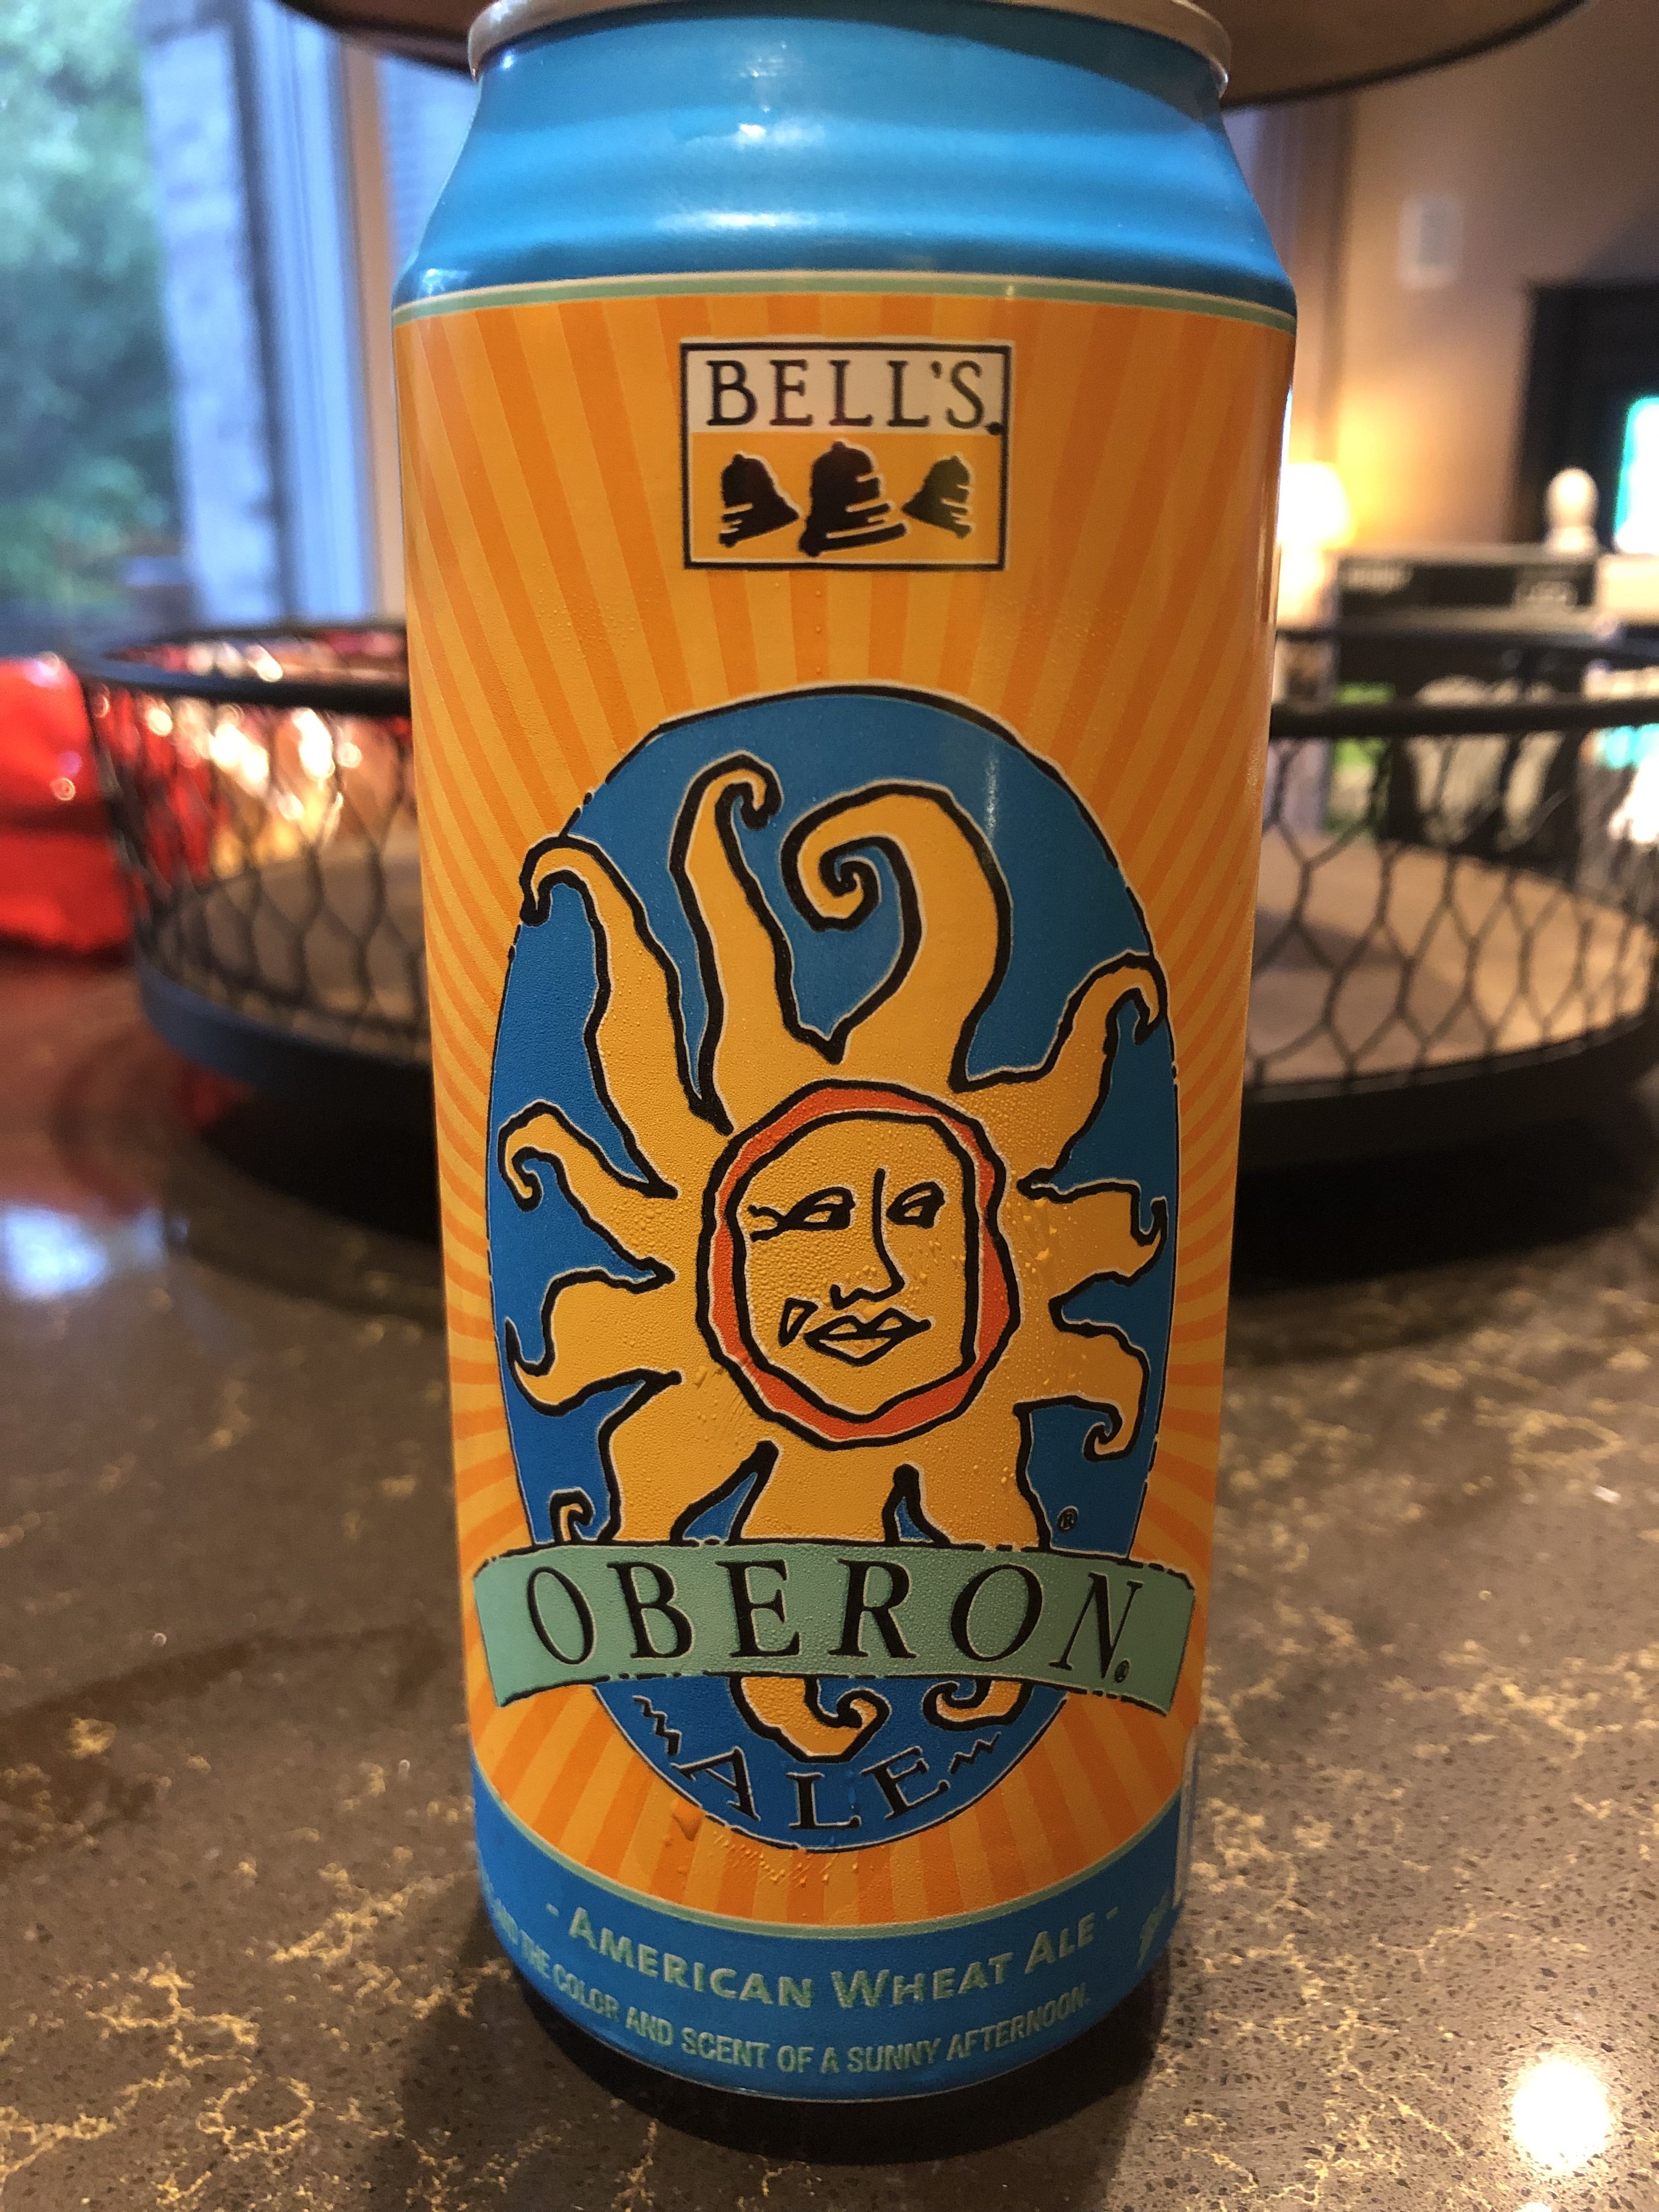 BELL'S.
®
OBERON.®
ALE
- AMERICAN WHEAT ALE -
THE COLOR AND SCENT OF A SUNNY AFTERNOON.